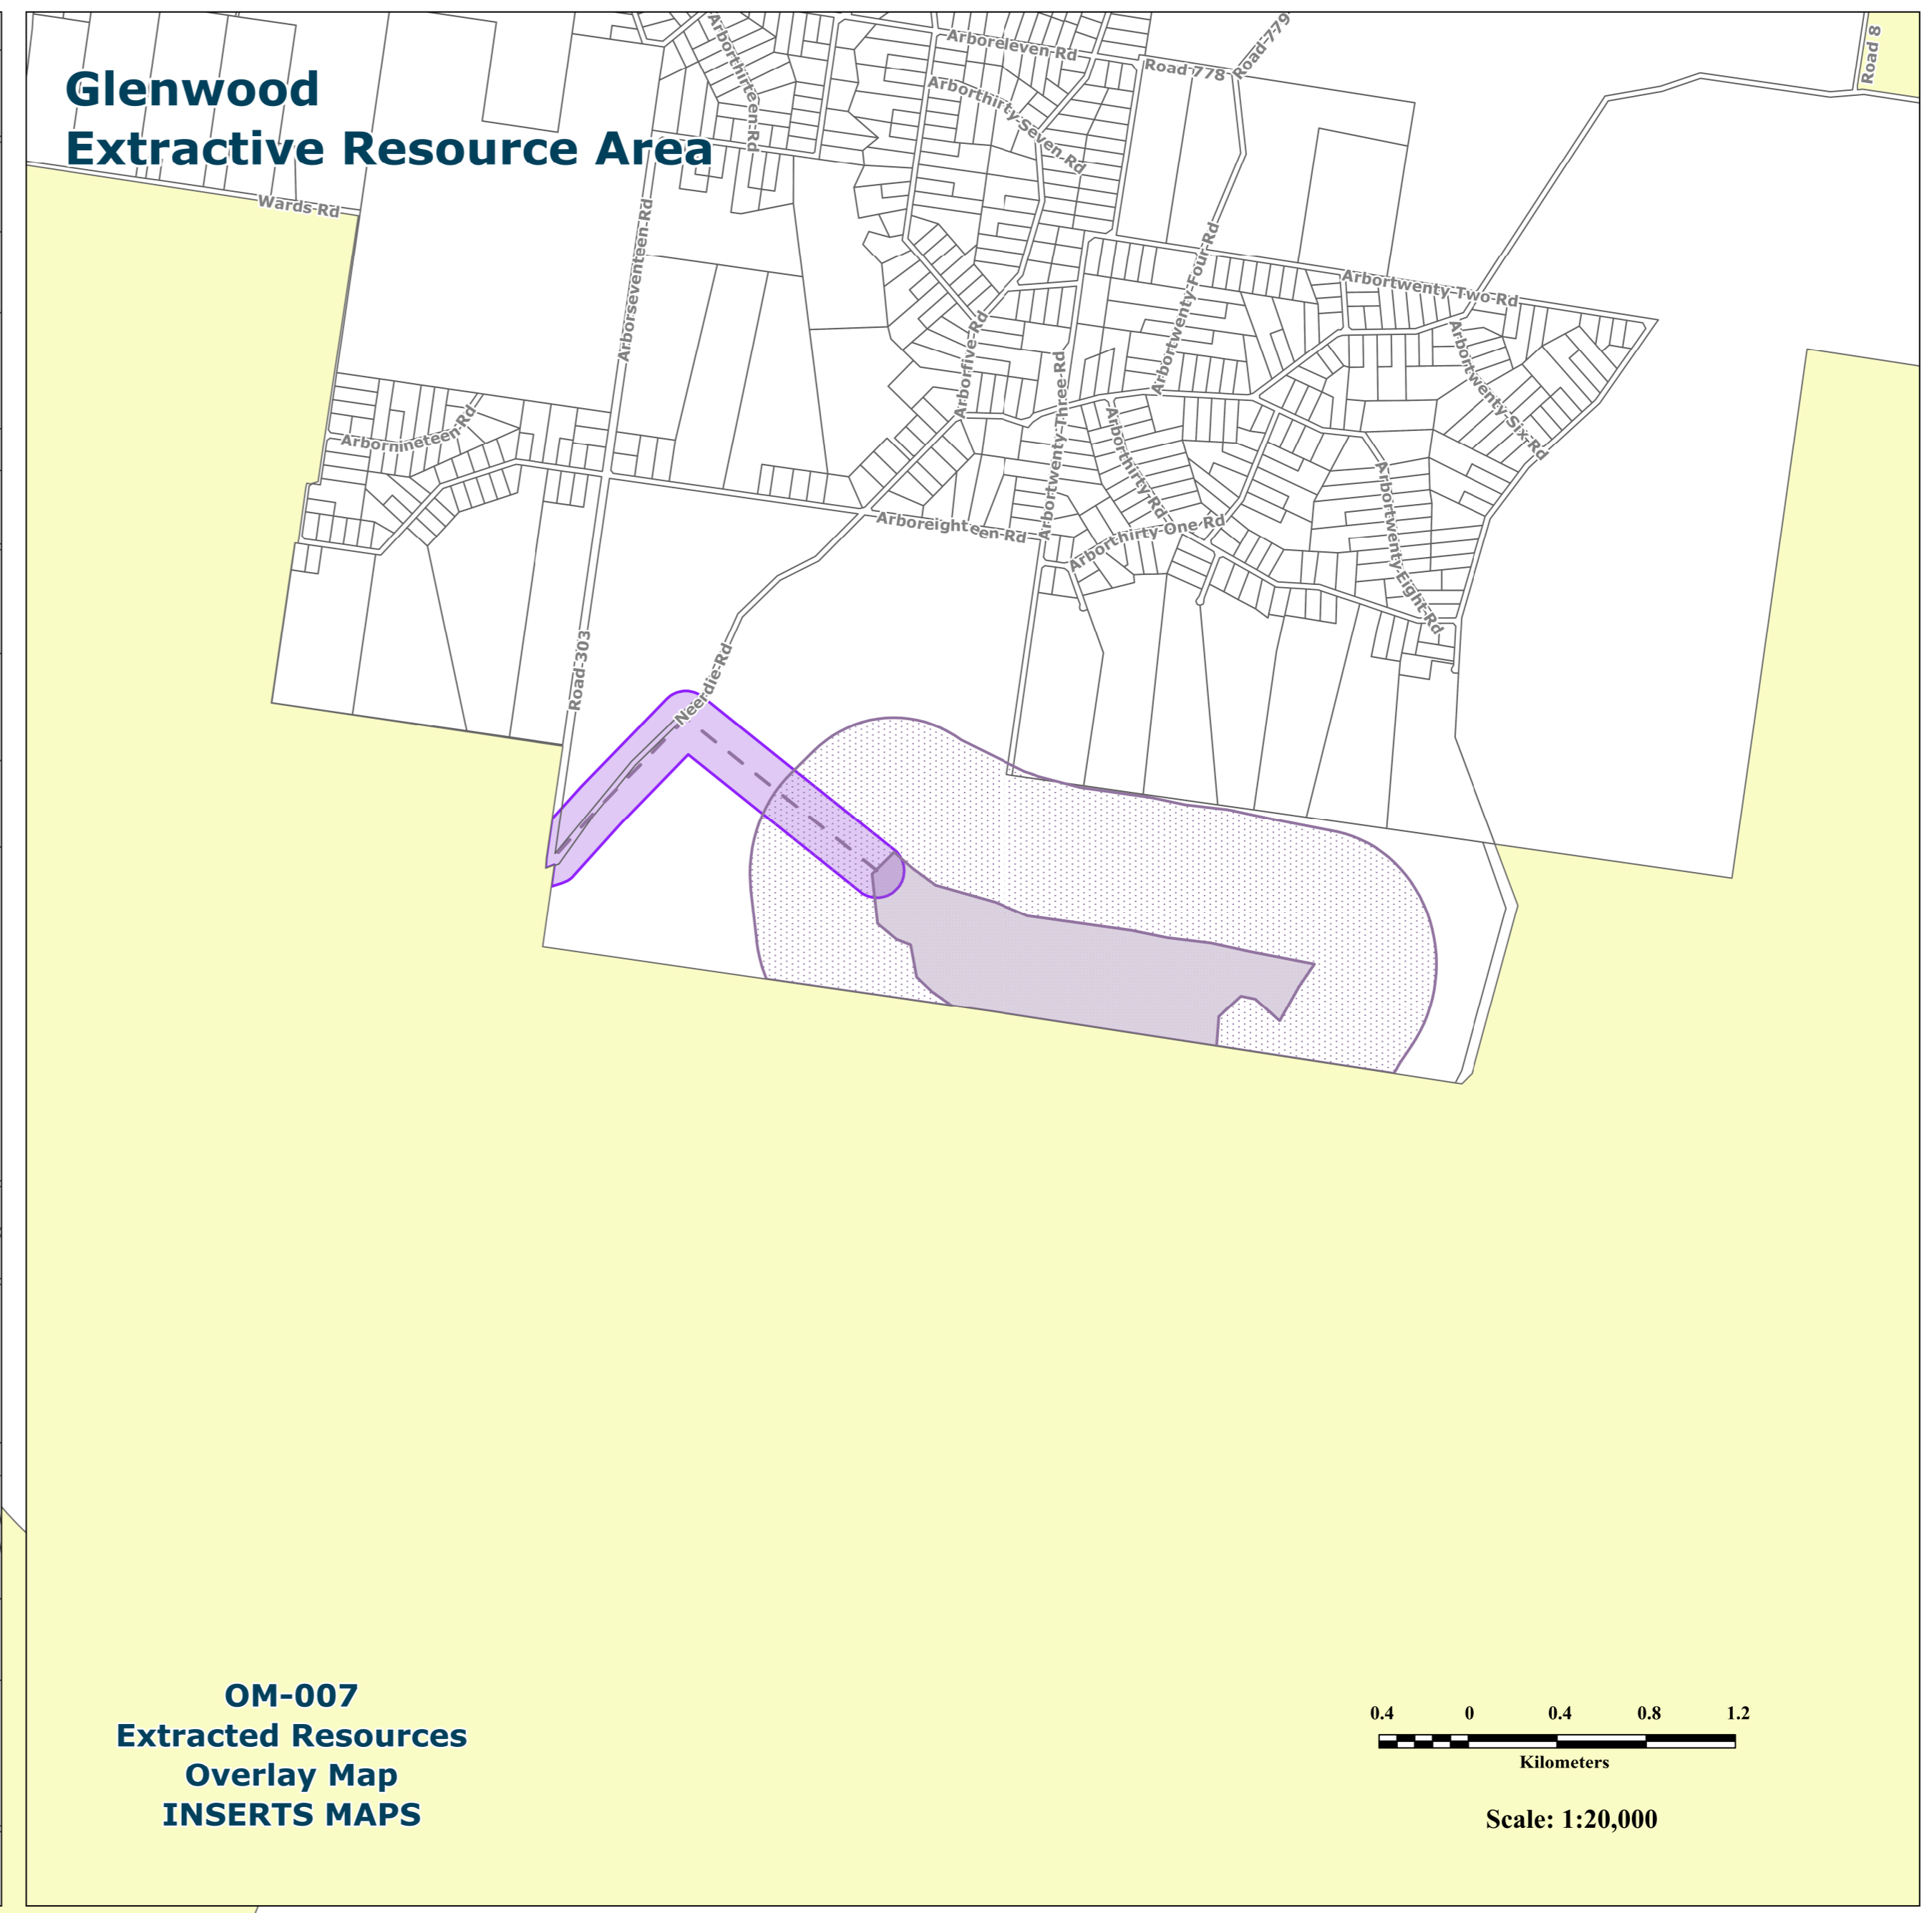 Glenwood
Extractive Resource Area
Arborthirteen Rd
Arboreleven Rd
Road 778
Road 779
Road 8
Arborthirty Seven Rd
Wards Rd
Arborseventeen Rd
Arbortwenty Four Rd
Arbortwenty Two Rd
Arborfive Rd
Arbortwenty Three Rd
Arbortwenty Six Rd
Arbornineteen Rd
Arborthirty Rd
Arboreighteen Rd
Arborthirty One Rd
Arbortwenty Eight Rd
Road 303
Neerdie Rd
OM-007
Extracted Resources
Overlay Map
INSERTS MAPS
0.4 0 0.4 0.8 1.2
Kilometers
Scale: 1:20,000